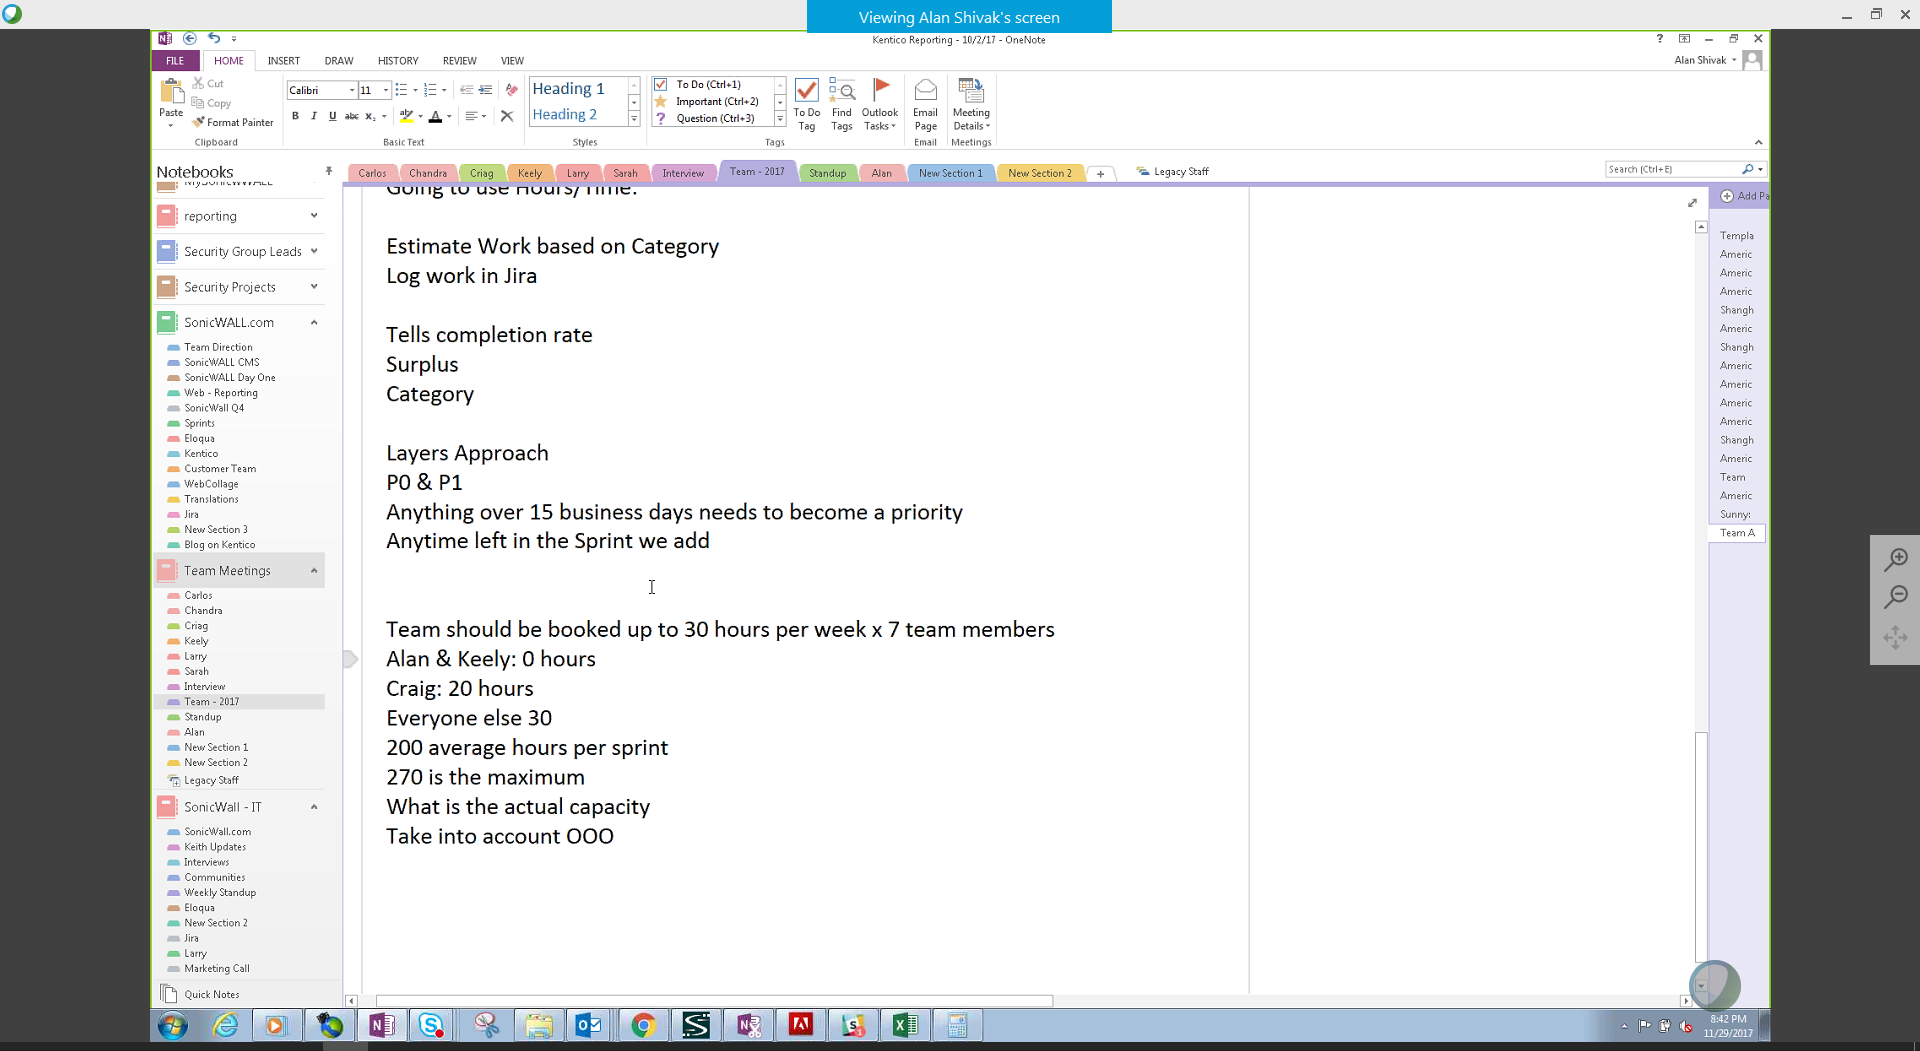 Viewing Alan Shivak's screen
Kentico Reporting - 10/2/17 - OneNote
FILE HOME INSERT DRAW HISTORY REVIEW VIEW
Alan Shivak
Paste
Cut
Copy
Format Painter
Clipboard
Calibri 11
Basic Text
Heading 1
Heading 2
Styles
To Do (Ctrl+1)
Important (Ctrl+2)
Question (Ctrl+3)
To Do Tag
Find Tags
Tags
Outlook Tasks
Email Page
Email
Meeting Details
Meetings
Notebooks
Carlos Chandra Criag Keely Larry Sarah Interview Team - 2017 Standup Alan New Section 1 New Section 2 Legacy Staff
Search (Ctrl+E)
MySonicWALL
reporting
Security Group Leads
Security Projects
SonicWALL.com
Team Direction
SonicWALL CMS
SonicWALL Day One
Web - Reporting
SonicWall Q4
Sprints
Eloqua
Kentico
Customer Team
WebCollage
Translations
Jira
New Section 3
Blog on Kentico
Team Meetings
Carlos
Chandra
Criag
Keely
Larry
Sarah
Interview
Team - 2017
Standup
Alan
New Section 1
New Section 2
Legacy Staff
SonicWall - IT
SonicWall.com
Keith Updates
Interviews
Communities
Weekly Standup
Eloqua
New Section 2
Jira
Larry
Marketing Call
Quick Notes
Going to use Hours/Time.
Estimate Work based on Category
Log work in Jira
Tells completion rate
Surplus
Category
Layers Approach
P0 & P1
Anything over 15 business days needs to become a priority
Anytime left in the Sprint we add
Team should be booked up to 30 hours per week x 7 team members
Alan & Keely: 0 hours
Craig: 20 hours
Everyone else 30
200 average hours per sprint
270 is the maximum
What is the actual capacity
Take into account OOO
Add Pa
Templa
Americ
Americ
Americ
Shangh
Americ
Shangh
Americ
Americ
Americ
Americ
Shangh
Americ
Team
Americ
Sunny:
Team A
8:42 PM
11/29/2017